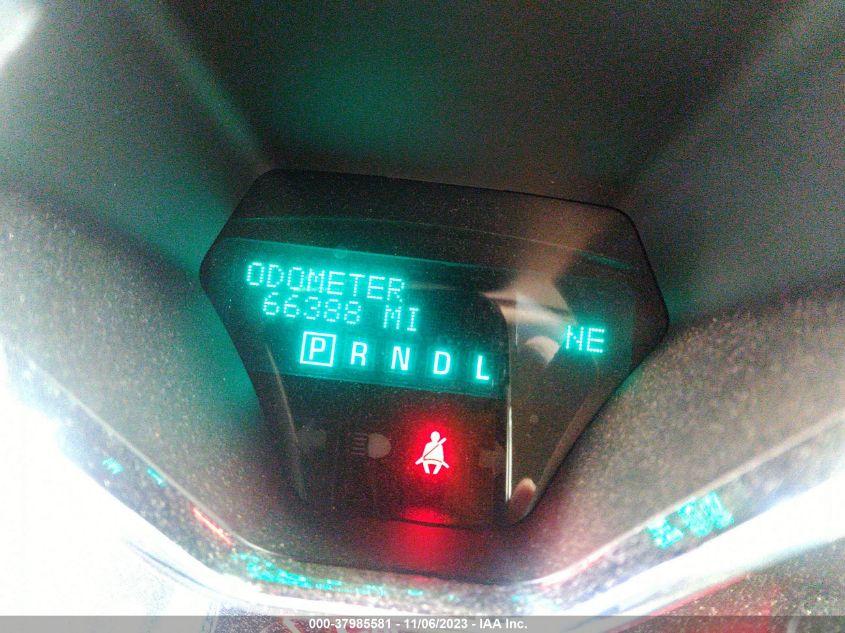 ODOMETER
66388 MI
NE
P R N D L
000-37985581 - 11/06/2023 - IAA Inc.